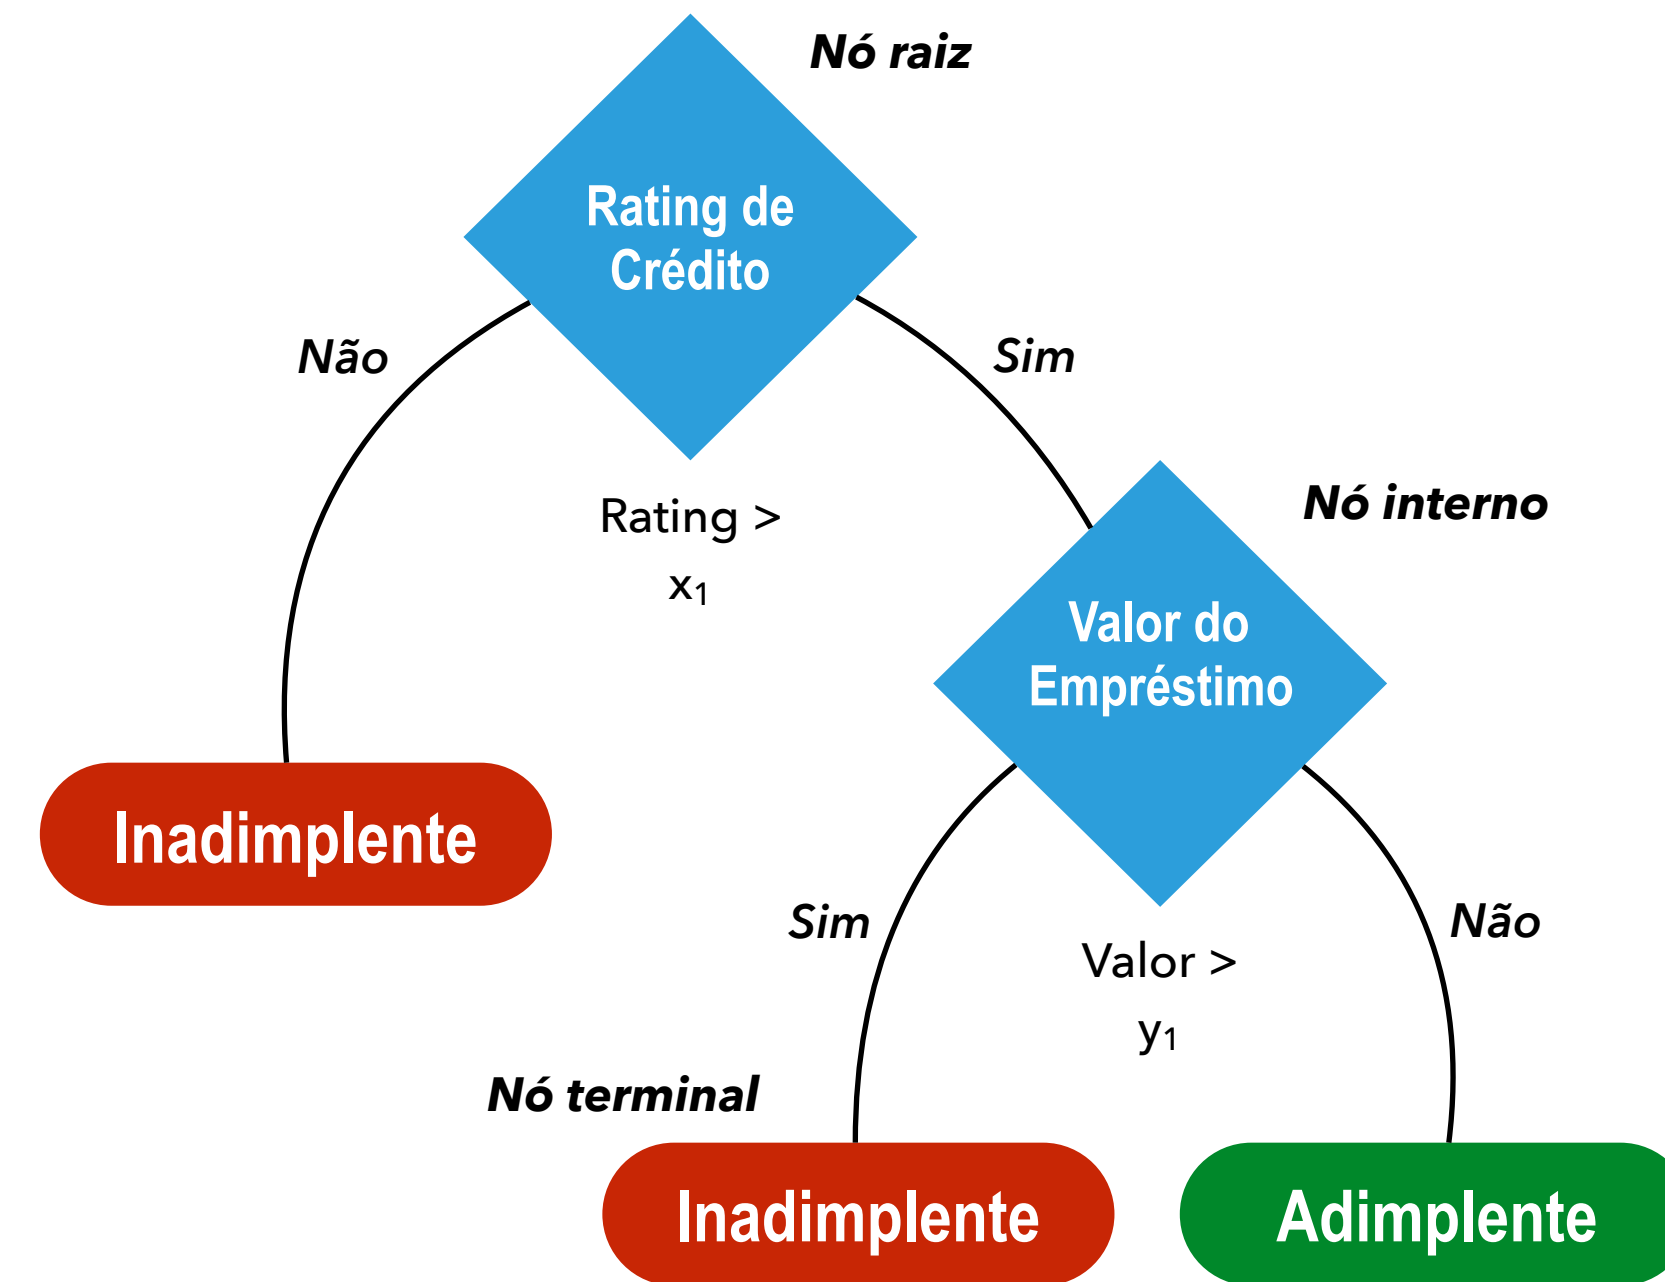 Nó raiz
Rating de
Crédito
Não
Sim
Rating >
x₁
Nó interno
Valor do
Empréstimo
Inadimplente
Sim
Não
Valor >
y₁
Nó terminal
Inadimplente
Adimplente